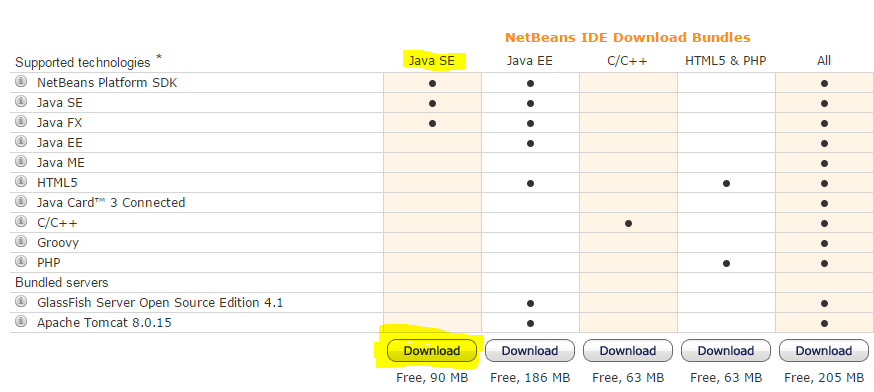 NetBeans IDE Download Bundles
Supported technologies * Java SE Java EE C/C++ HTML5 & PHP All
NetBeans Platform SDK • • •
Java SE • • •
Java FX • • •
Java EE • •
Java ME •
HTML5 • • •
Java Card™ 3 Connected •
C/C++ • •
Groovy •
PHP • •
Bundled servers
GlassFish Server Open Source Edition 4.1 • •
Apache Tomcat 8.0.15 • •
Download Download Download Download Download
Free, 90 MB Free, 186 MB Free, 63 MB Free, 63 MB Free, 205 MB